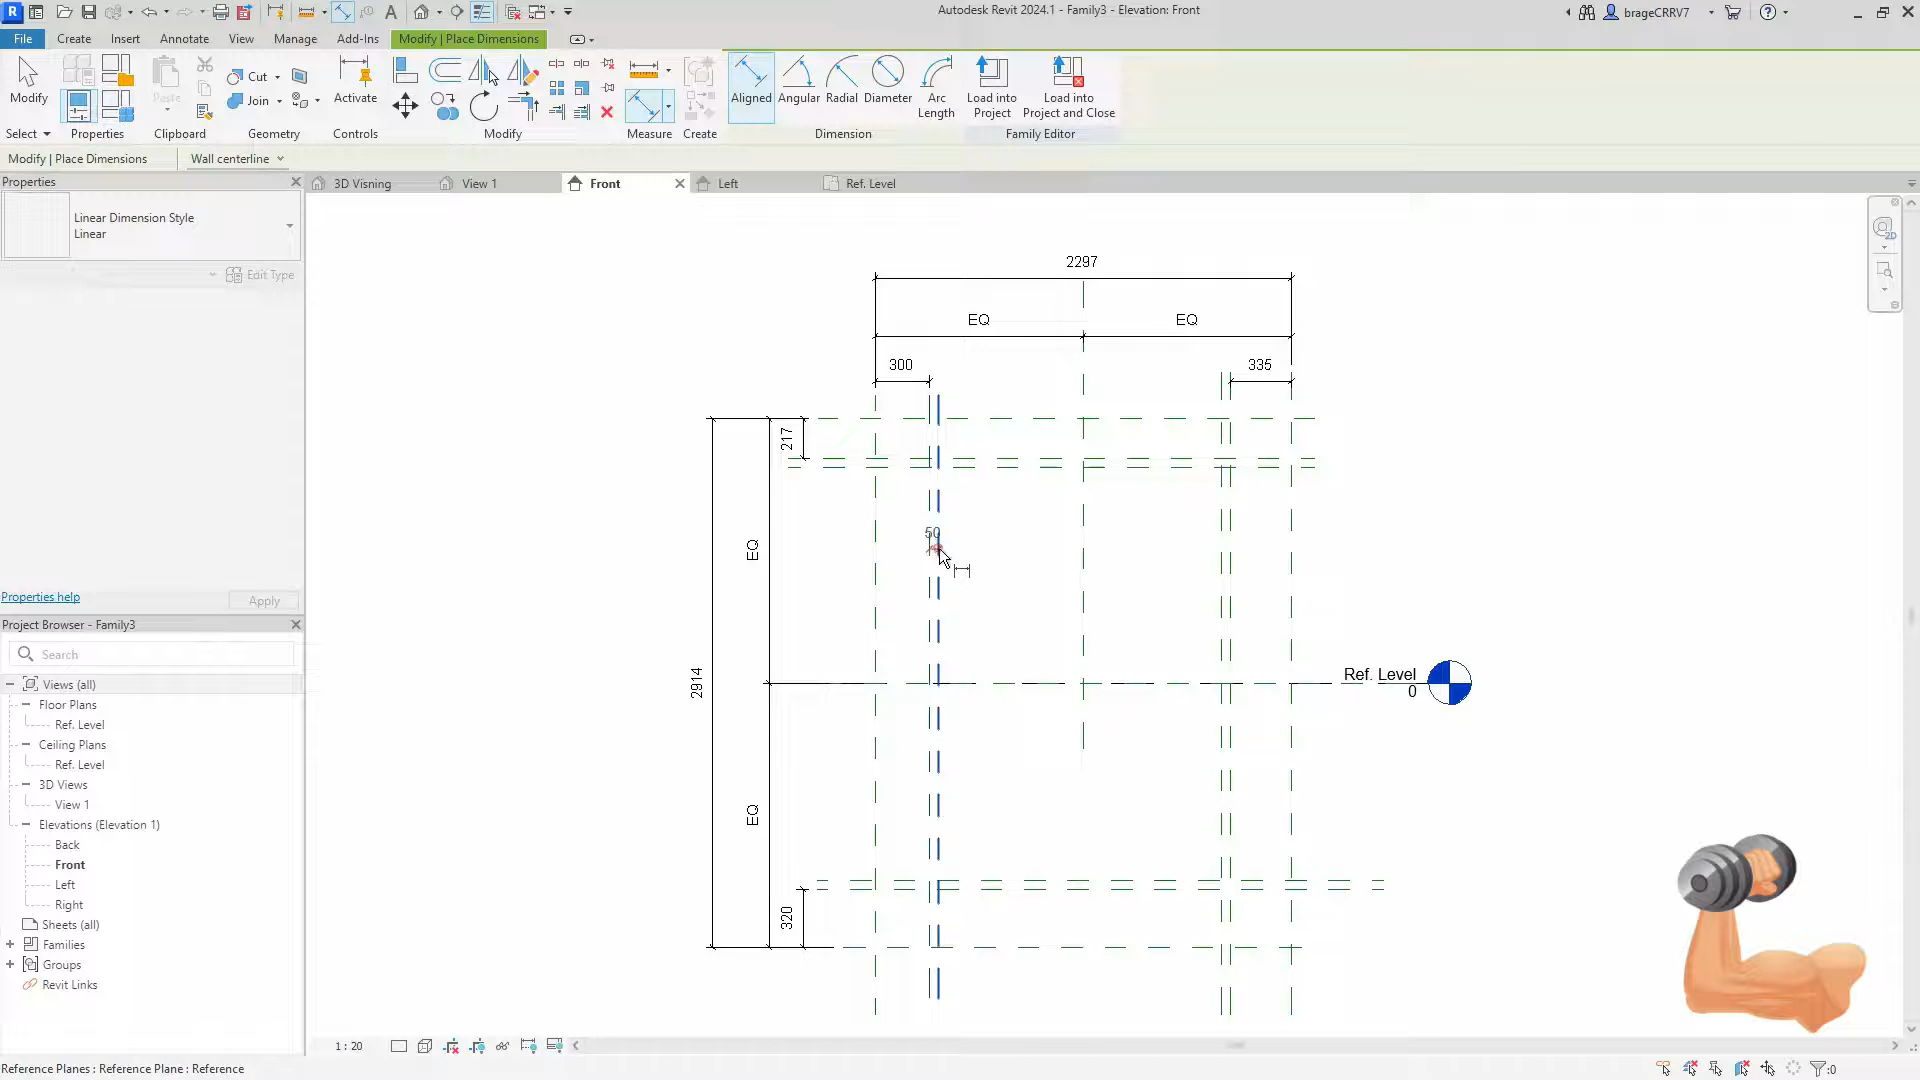 Autodesk Revit 2024.1 - Family3 - Elevation: Front
brageCRRV7
File Create Insert Annotate View Manage Add-Ins Modify | Place Dimensions
Modify
Paste
Cut
Join
Activate
Aligned Angular Radial Diameter Arc Length
Load into Project
Load into Project and Close
Select Properties Clipboard Geometry Controls Modify Measure Create Dimension Family Editor
Modify | Place Dimensions Wall centerline
Properties
3D Visning View 1 Front Left Ref. Level
Linear Dimension Style
Linear
Edit Type
Properties help Apply
Project Browser - Family3
Search
Views (all)
Floor Plans
Ref. Level
Ceiling Plans
Ref. Level
3D Views
View 1
Elevations (Elevation 1)
Back
Front
Left
Right
Sheets (all)
Families
Groups
Revit Links
2297
EQ EQ
300 335
217
50
EQ
2914
Ref. Level
0
EQ
320
1 : 20
Reference Planes : Reference Plane : Reference
:0
2D
R